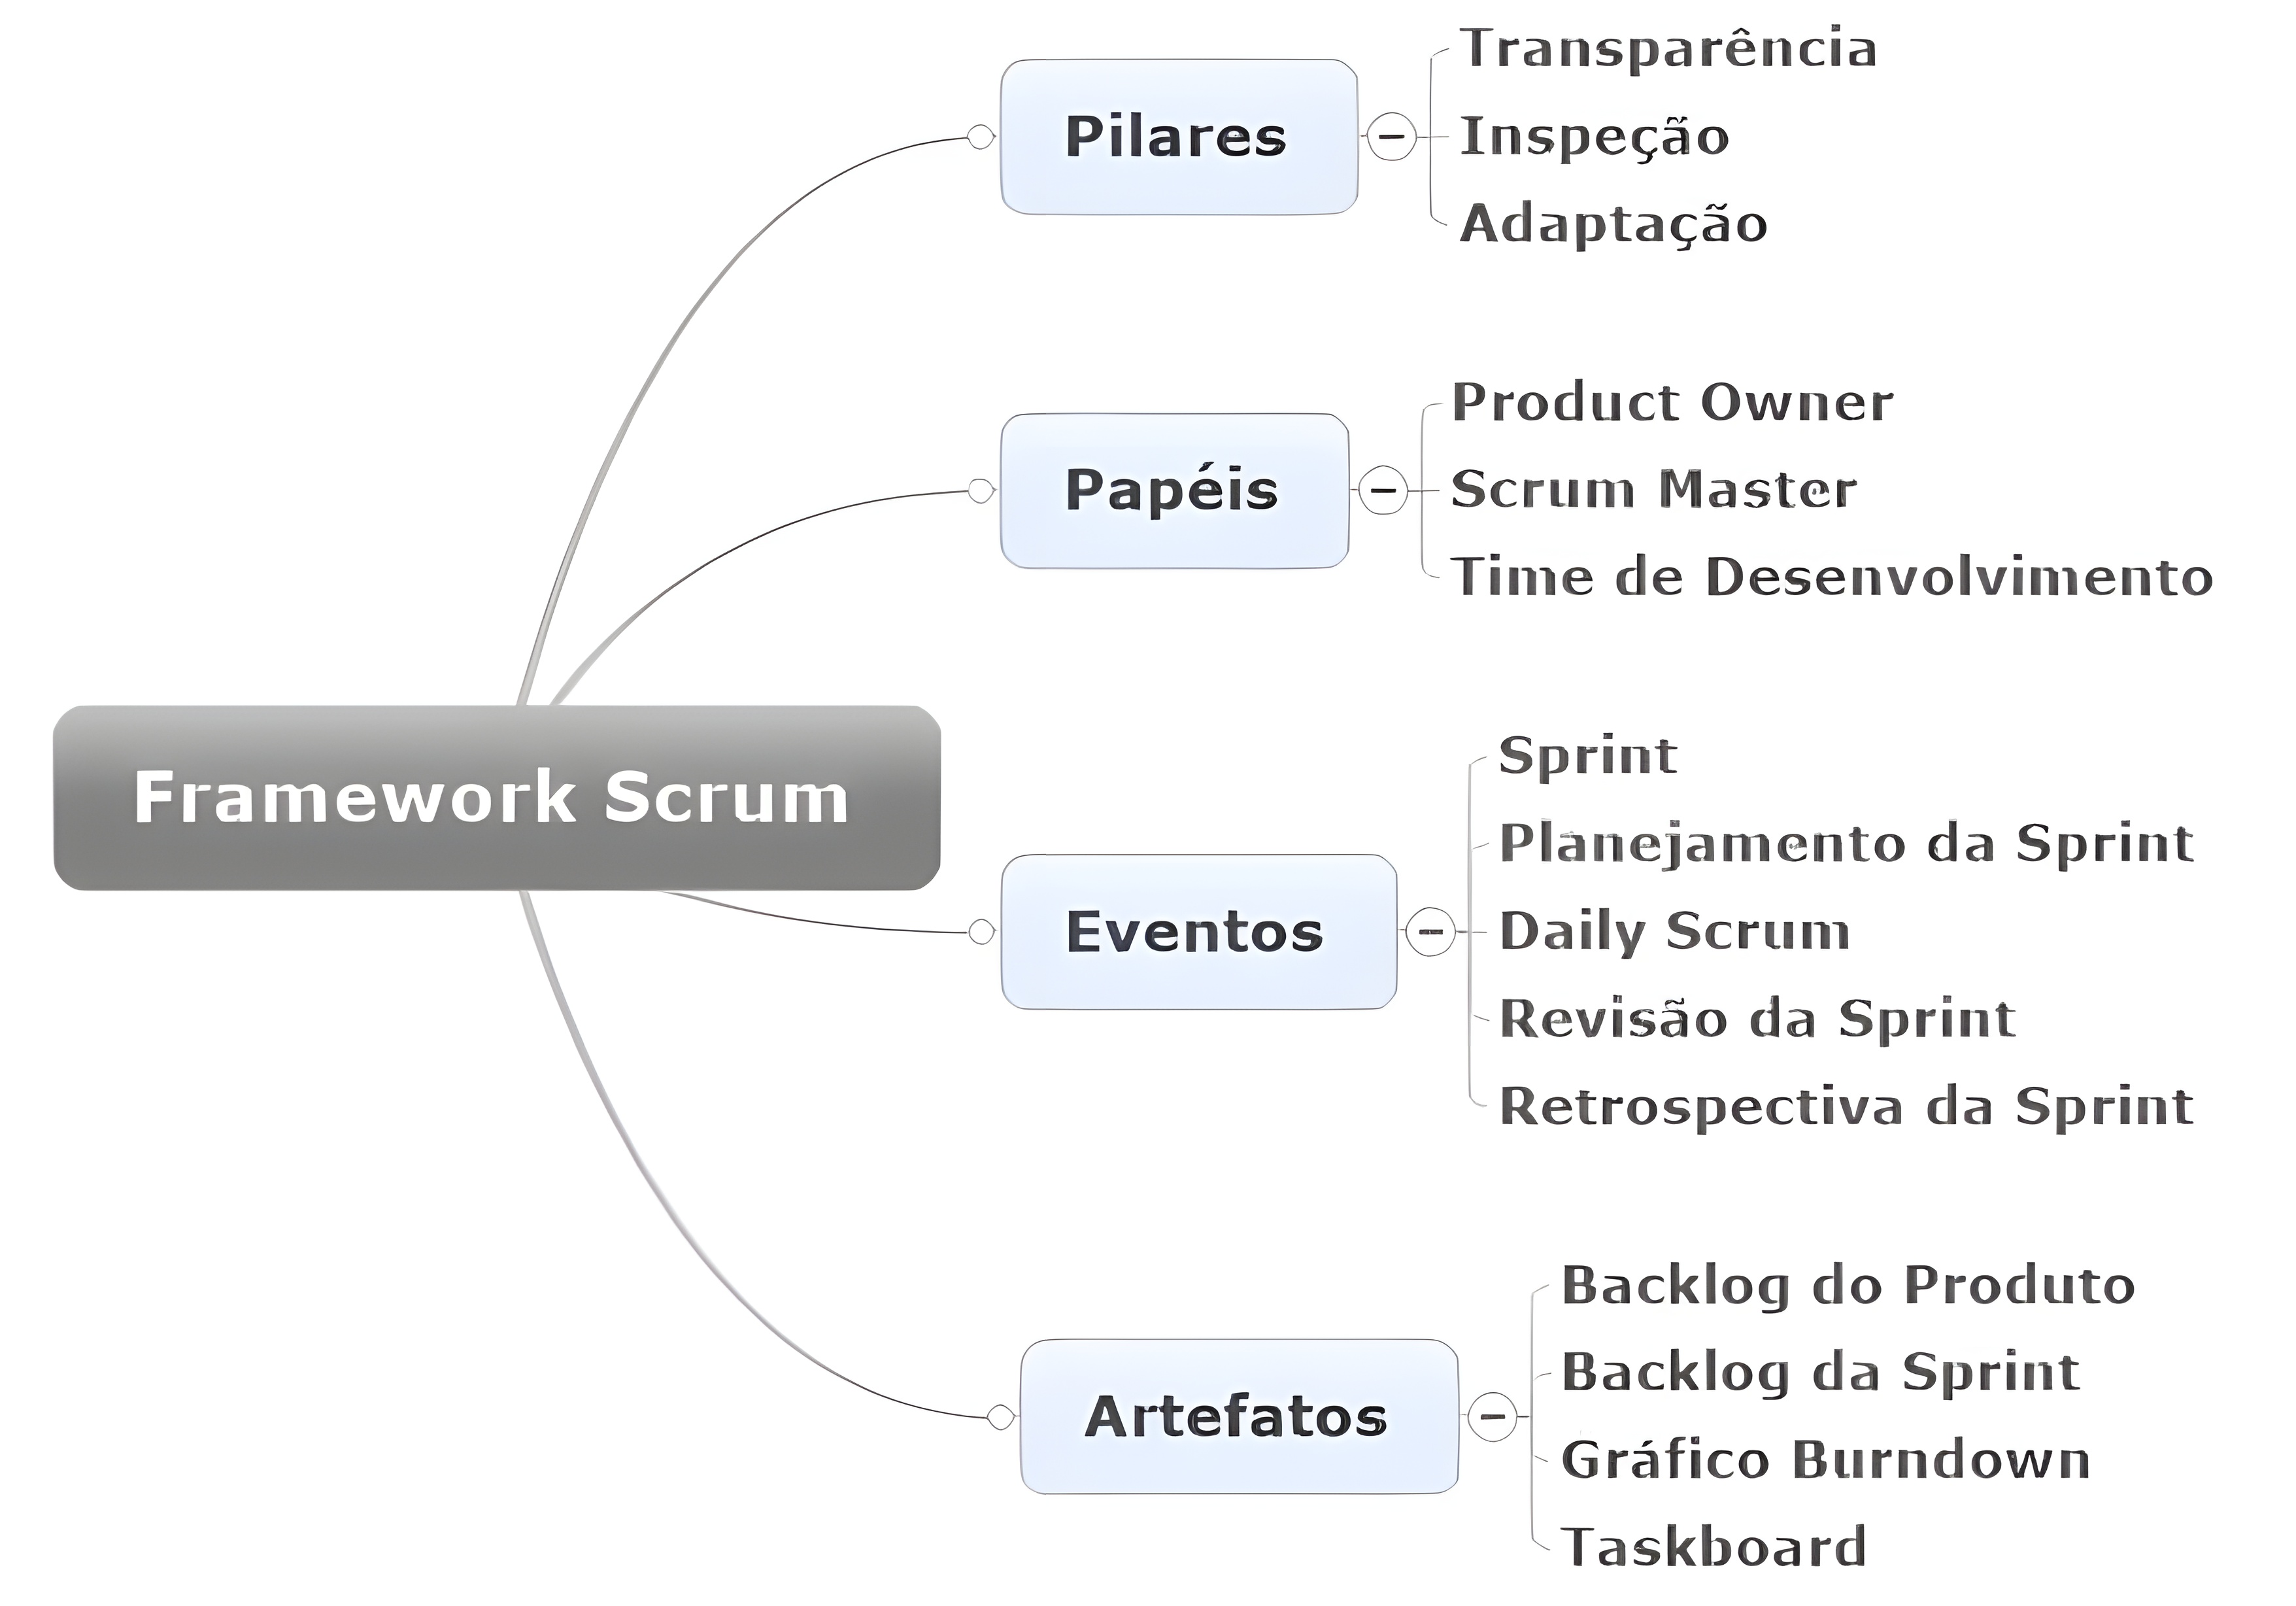 Framework Scrum
Pilares
Transparência
Inspeção
Adaptação
Papéis
Product Owner
Scrum Master
Time de Desenvolvimento
Eventos
Sprint
Planejamento da Sprint
Daily Scrum
Revisão da Sprint
Retrospectiva da Sprint
Artefatos
Backlog do Produto
Backlog da Sprint
Gráfico Burndown
Taskboard